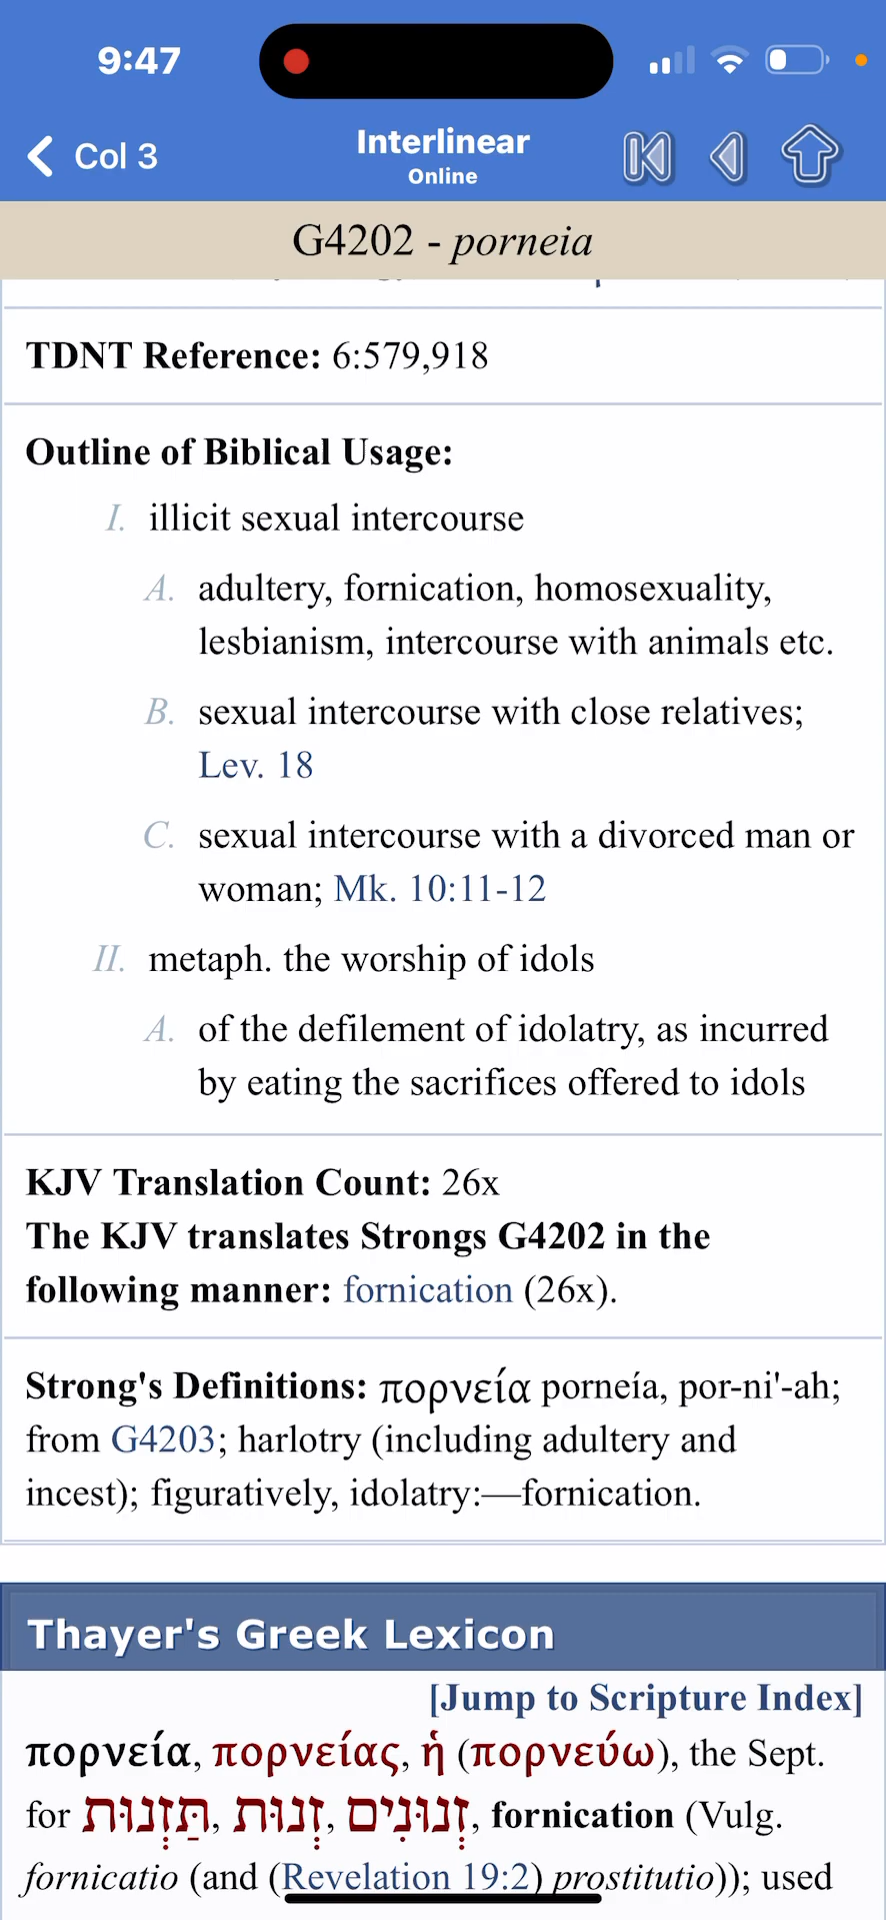 9:47
Col 3
Interlinear
Online
G4202 - porneia
TDNT Reference: 6:579,918
Outline of Biblical Usage:
I. illicit sexual intercourse
A. adultery, fornication, homosexuality,
lesbianism, intercourse with animals etc.
B. sexual intercourse with close relatives;
Lev. 18
C. sexual intercourse with a divorced man or
woman; Mk. 10:11-12
II. metaph. the worship of idols
A. of the defilement of idolatry, as incurred
by eating the sacrifices offered to idols
KJV Translation Count: 26x
The KJV translates Strongs G4202 in the
following manner: fornication (26x).
Strong's Definitions: πορνεία porneía, por-ni'-ah;
from G4203; harlotry (including adultery and
incest); figuratively, idolatry:—fornication.
Thayer's Greek Lexicon
[Jump to Scripture Index]
πορνεία, πορνείας, ἡ (πορνεύω), the Sept.
for תַּזְנוּת, זְנוּת, זְנוּנִים, fornication (Vulg.
fornicatio (and (Revelation 19:2) prostitutio)); used